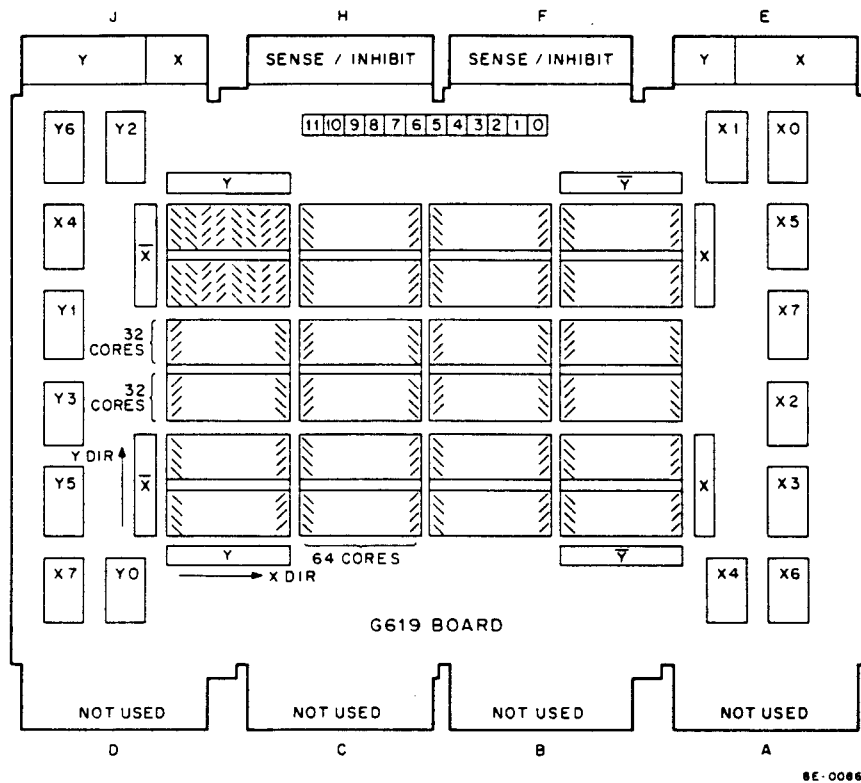 J H F E
Y X SENSE / INHIBIT SENSE / INHIBIT Y X
Y6 Y2 11 10 9 8 7 6 5 4 3 2 1 0 X1 X0
Y Y̅
X4 X̅ X X5
Y1 X7
32
CORES
32
CORES
Y3 X2
Y DIR
Y5 X̅ X X3
Y 64 CORES Y̅
X DIR
X7 Y0 X4 X6
G619 BOARD
NOT USED NOT USED NOT USED NOT USED
D C B A
8E-0086